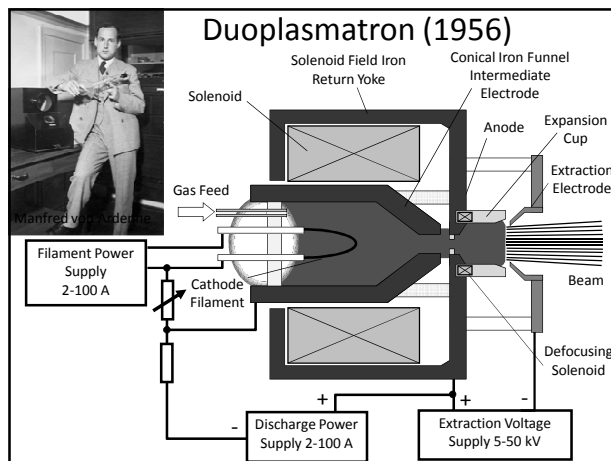 Duoplasmatron (1956)
Solenoid Field Iron
Return Yoke
Conical Iron Funnel
Intermediate
Electrode
Solenoid
Anode
Expansion
Cup
Extraction
Electrode
Gas Feed
Manfred von Ardenne
Filament Power
Supply
2-100 A
Cathode
Filament
Beam
Defocusing
Solenoid
+
+
-
-
Discharge Power
Supply 2-100 A
Extraction Voltage
Supply 5-50 kV